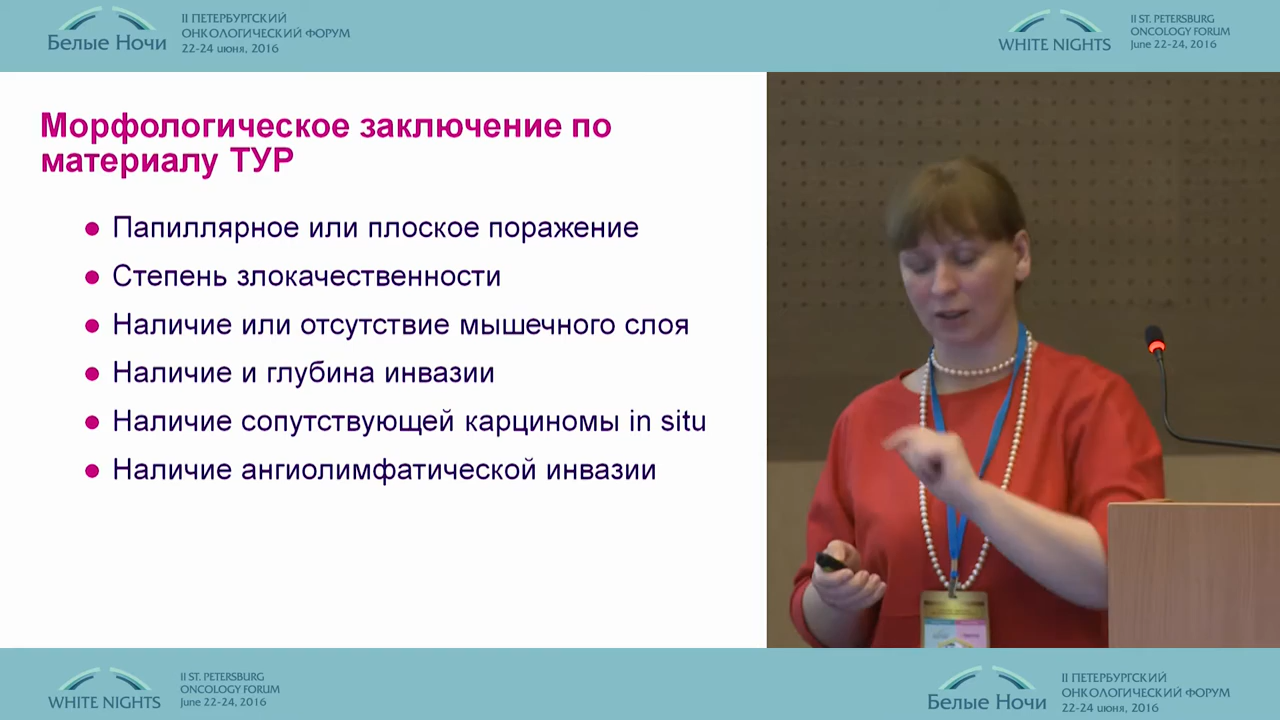 Белые Ночи
II ПЕТЕРБУРГСКИЙ
ОНКОЛОГИЧЕСКИЙ ФОРУМ
22-24 июня, 2016
WHITE NIGHTS
II ST. PETERSBURG
ONCOLOGY FORUM
June 22-24, 2016
Морфологическое заключение по
материалу ТУР
● Папиллярное или плоское поражение
● Степень злокачественности
● Наличие или отсутствие мышечного слоя
● Наличие и глубина инвазии
● Наличие сопутствующей карциномы in situ
● Наличие ангиолимфатической инвазии
WHITE NIGHTS
II ST. PETERSBURG
ONCOLOGY FORUM
June 22-24, 2016
Белые Ночи
II ПЕТЕРБУРГСКИЙ
ОНКОЛОГИЧЕСКИЙ ФОРУМ
22-24 июня, 2016